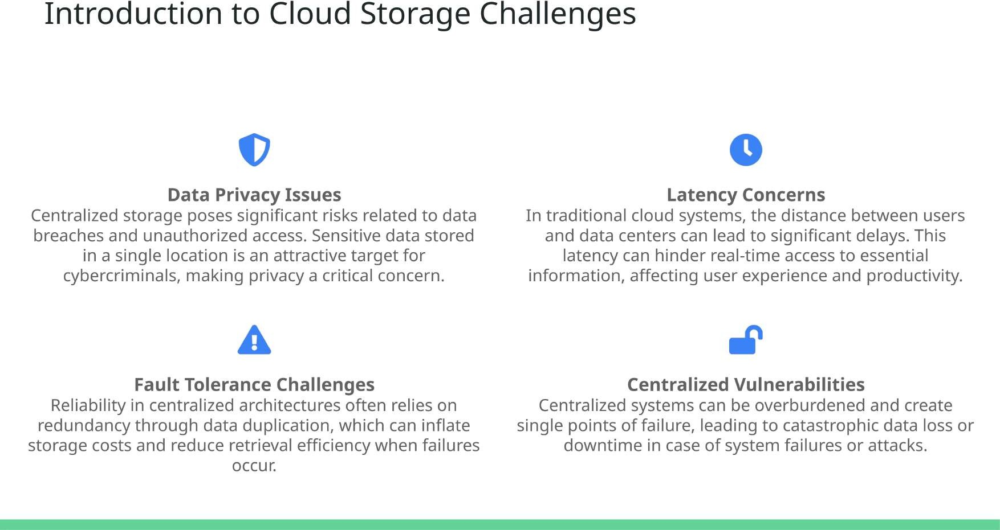 Introduction to Cloud Storage Challenges
Data Privacy Issues
Centralized storage poses significant risks related to data
breaches and unauthorized access. Sensitive data stored
in a single location is an attractive target for
cybercriminals, making privacy a critical concern.
Latency Concerns
In traditional cloud systems, the distance between users
and data centers can lead to significant delays. This
latency can hinder real-time access to essential
information, affecting user experience and productivity.
Fault Tolerance Challenges
Reliability in centralized architectures often relies on
redundancy through data duplication, which can inflate
storage costs and reduce retrieval efficiency when failures
occur.
Centralized Vulnerabilities
Centralized systems can be overburdened and create
single points of failure, leading to catastrophic data loss or
downtime in case of system failures or attacks.